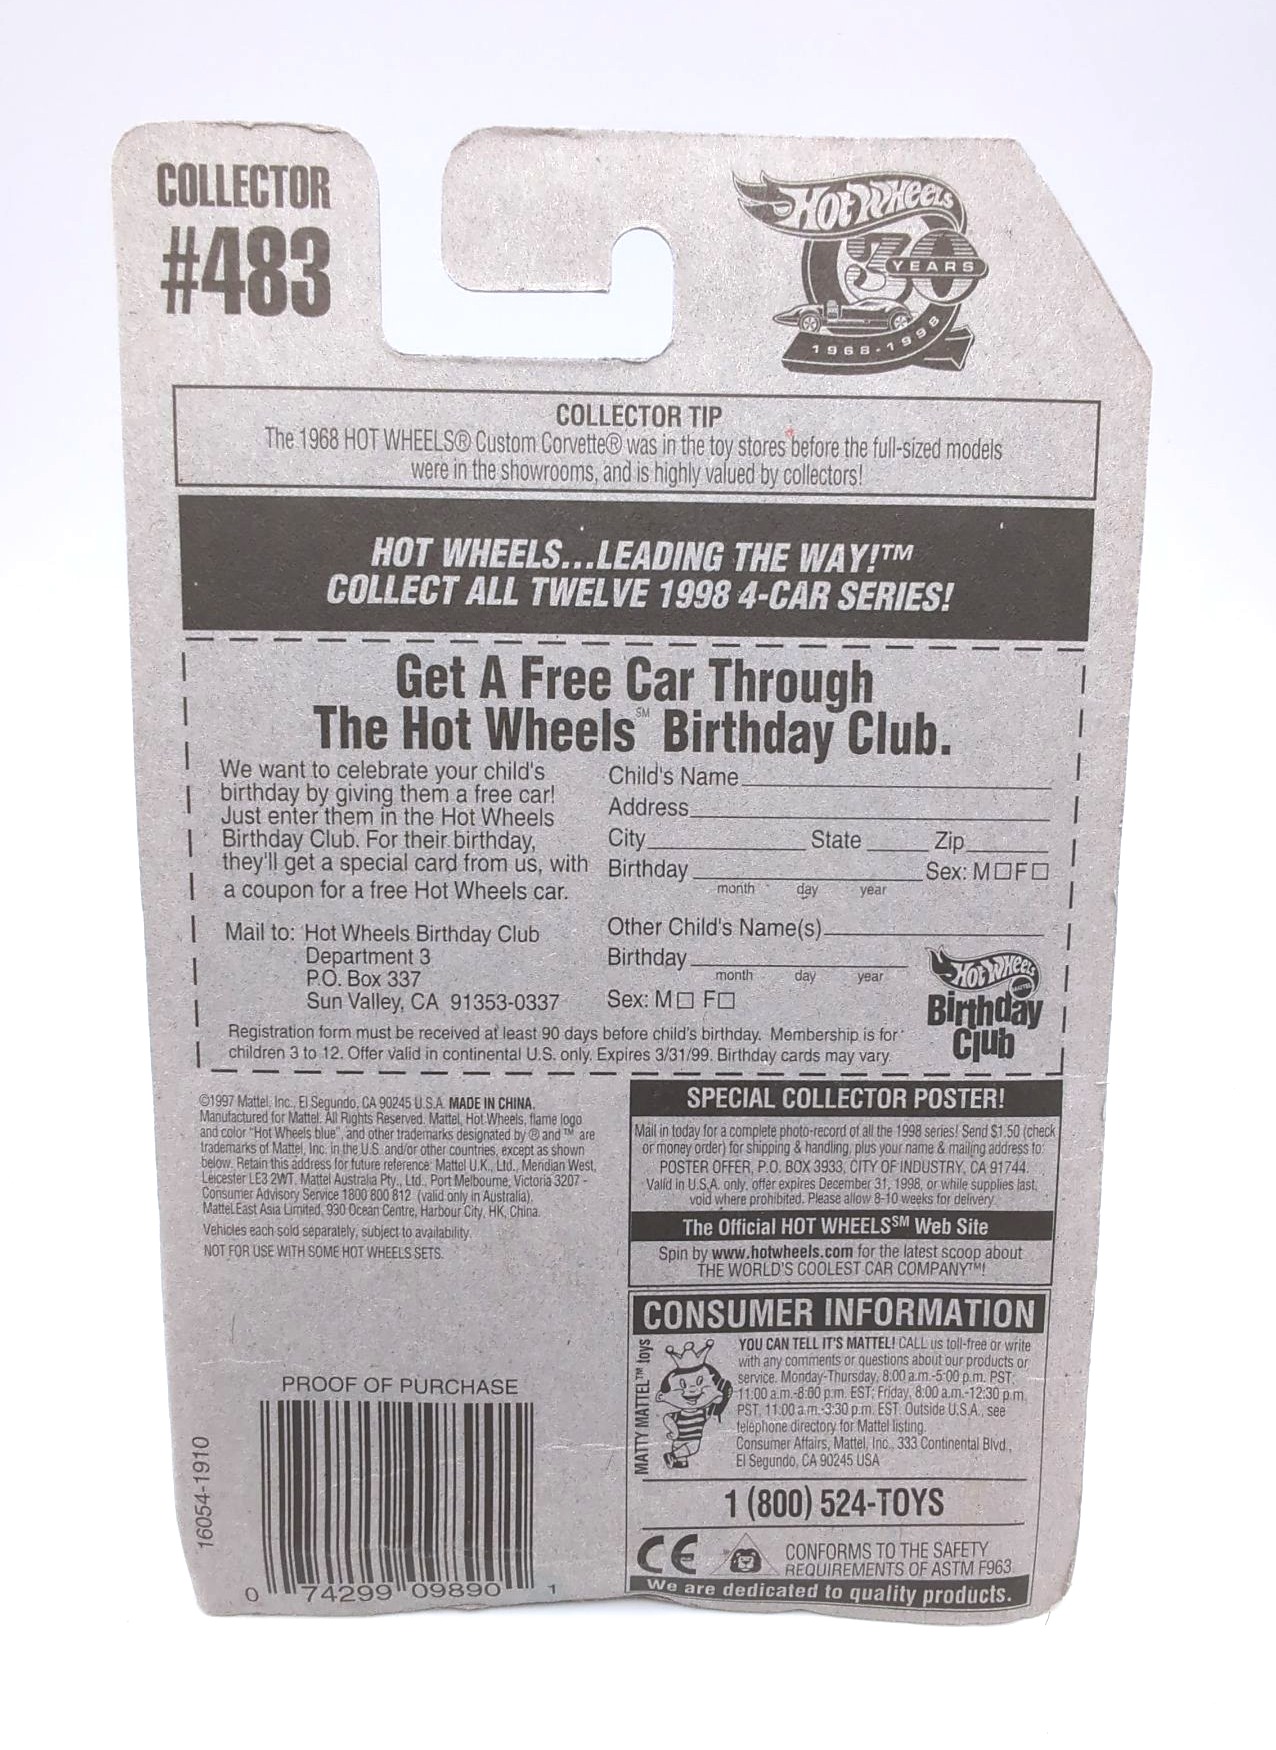 COLLECTOR
#483
Hot Wheels
30
YEARS
1968-1998
COLLECTOR TIP
The 1968 HOT WHEELS® Custom Corvette® was in the toy stores before the full-sized models
were in the showrooms, and is highly valued by collectors!
HOT WHEELS...LEADING THE WAY!™
COLLECT ALL TWELVE 1998 4-CAR SERIES!
Get A Free Car Through
The Hot Wheels℠ Birthday Club.
We want to celebrate your child's
birthday by giving them a free car!
Just enter them in the Hot Wheels
Birthday Club. For their birthday,
they'll get a special card from us, with
a coupon for a free Hot Wheels car.
Mail to: Hot Wheels Birthday Club
Department 3
P.O. Box 337
Sun Valley, CA 91353-0337
Child's Name
Address
City State Zip
Birthday Sex: M☐F☐
month day year
Other Child's Name(s)
Birthday
month day year
Sex: M☐ F☐
Hot Wheels
MATTEL
Birthday
Club
Registration form must be received at least 90 days before child's birthday. Membership is for
children 3 to 12. Offer valid in continental U.S. only. Expires 3/31/99. Birthday cards may vary.
©1997 Mattel, Inc., El Segundo, CA 90245 U.S.A. MADE IN CHINA.
Manufactured for Mattel. All Rights Reserved. Mattel, Hot Wheels, flame logo
and color "Hot Wheels blue", and other trademarks designated by ® and ™ are
trademarks of Mattel, Inc. in the U.S. and/or other countries, except as shown
below. Retain this address for future reference: Mattel U.K., Ltd., Meridian West,
Leicester LE3 2WT. Mattel Australia Pty., Ltd., Port Melbourne, Victoria 3207 -
Consumer Advisory Service 1800 800 812 (valid only in Australia).
Mattel East Asia Limited, 930 Ocean Centre, Harbour City, HK, China.
Vehicles each sold separately, subject to availability.
NOT FOR USE WITH SOME HOT WHEELS SETS.
SPECIAL COLLECTOR POSTER!
Mail in today for a complete photo-record of all the 1998 series! Send $1.50 (check
or money order) for shipping & handling, plus your name & mailing address to:
POSTER OFFER, P.O. BOX 3933, CITY OF INDUSTRY, CA 91744.
Valid in U.S.A. only, offer expires December 31, 1998, or while supplies last,
void where prohibited. Please allow 8-10 weeks for delivery.
The Official HOT WHEELS℠ Web Site
Spin by www.hotwheels.com for the latest scoop about
THE WORLD'S COOLEST CAR COMPANY™!
CONSUMER INFORMATION
MATTY MATTEL™ toys
YOU CAN TELL IT'S MATTEL! CALL us toll-free or write
with any comments or questions about our products or
service. Monday-Thursday, 8:00 a.m.-5:00 p.m. PST;
11:00 a.m.-8:00 p.m. EST; Friday, 8:00 a.m.-12:30 p.m.
PST, 11:00 a.m.-3:30 p.m. EST. Outside U.S.A., see
telephone directory for Mattel listing.
Consumer Affairs, Mattel, Inc., 333 Continental Blvd.,
El Segundo, CA 90245 USA
1 (800) 524-TOYS
CE
CONFORMS TO THE SAFETY
REQUIREMENTS OF ASTM F963
We are dedicated to quality products.
PROOF OF PURCHASE
16054-1910
0 74299 09890 1